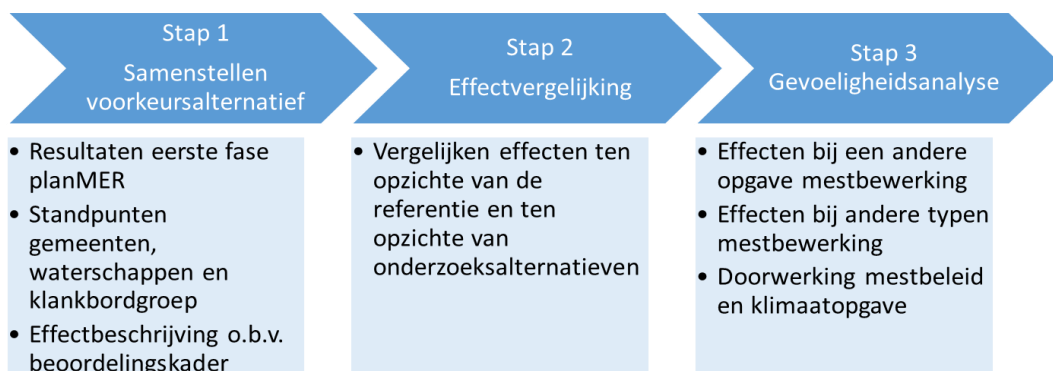 Stap 1
Samenstellen
voorkeursalternatief
• Resultaten eerste fase
planMER
• Standpunten
gemeenten,
waterschappen en
klankbordgroep
• Effectbeschrijving o.b.v.
beoordelingskader
Stap 2
Effectvergelijking
• Vergelijken effecten ten
opzichte van de
referentie en ten
opzichte van
onderzoeksalternatieven
Stap 3
Gevoeligheidsanalyse
• Effecten bij een andere
opgave mestbewerking
• Effecten bij andere typen
mestbewerking
• Doorwerking mestbeleid
en klimaatopgave